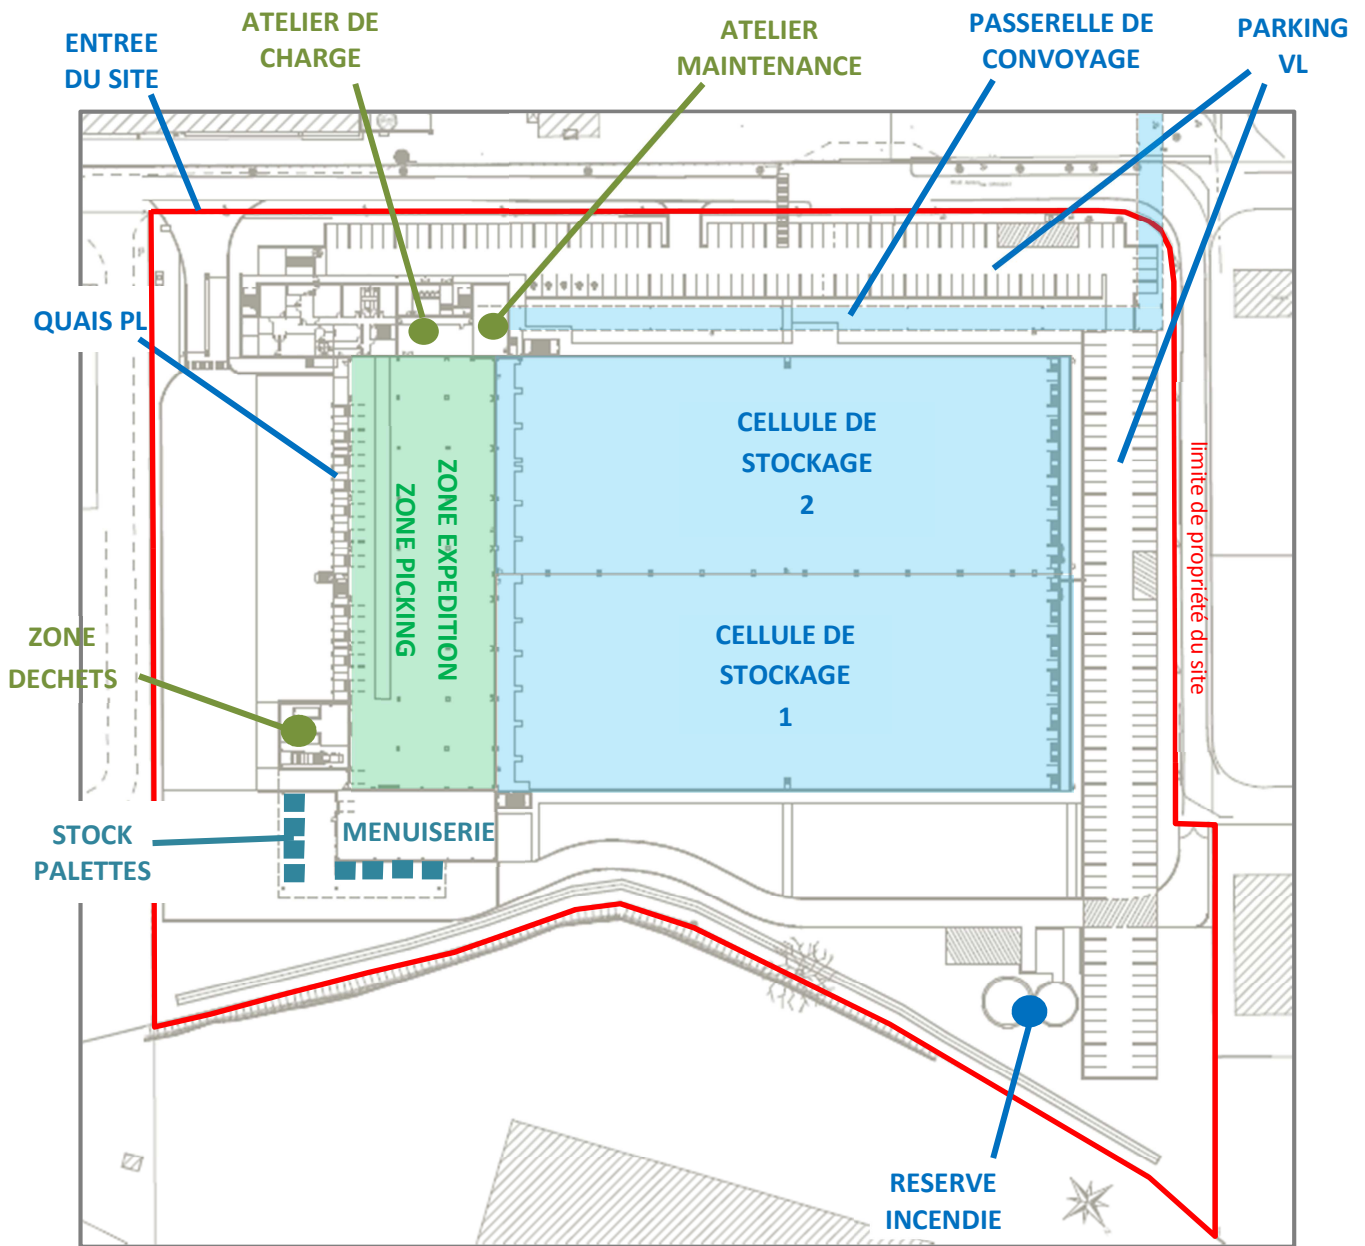 ENTREE
DU SITE
ATELIER DE
CHARGE
ATELIER
MAINTENANCE
PASSERELLE DE
CONVOYAGE
PARKING
VL
QUAIS PL
CELLULE DE
STOCKAGE
2
ZONE EXPEDITION
ZONE PICKING
limite de propriété du site
CELLULE DE
STOCKAGE
1
ZONE
DECHETS
STOCK
PALETTES
MENUISERIE
RESERVE
INCENDIE